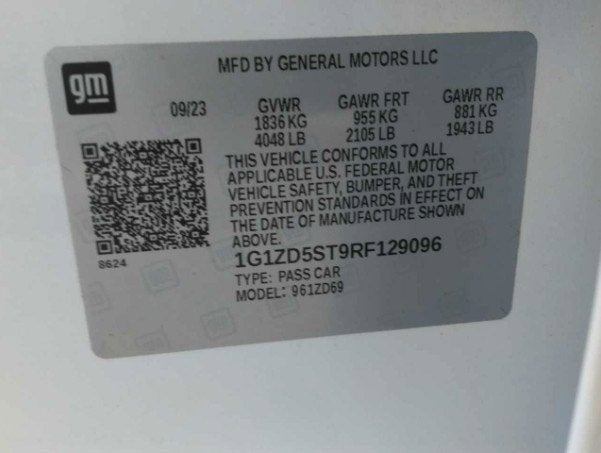 gm
MFD BY GENERAL MOTORS LLC
09/23 GVWR GAWR FRT GAWR RR
1836 KG 955 KG 881 KG
4048 LB 2105 LB 1943 LB
THIS VEHICLE CONFORMS TO ALL
APPLICABLE U.S. FEDERAL MOTOR
VEHICLE SAFETY, BUMPER, AND THEFT
PREVENTION STANDARDS IN EFFECT ON
THE DATE OF MANUFACTURE SHOWN
ABOVE.
8624
1G1ZD5ST9RF129096
TYPE: PASS CAR
MODEL: 961ZD69